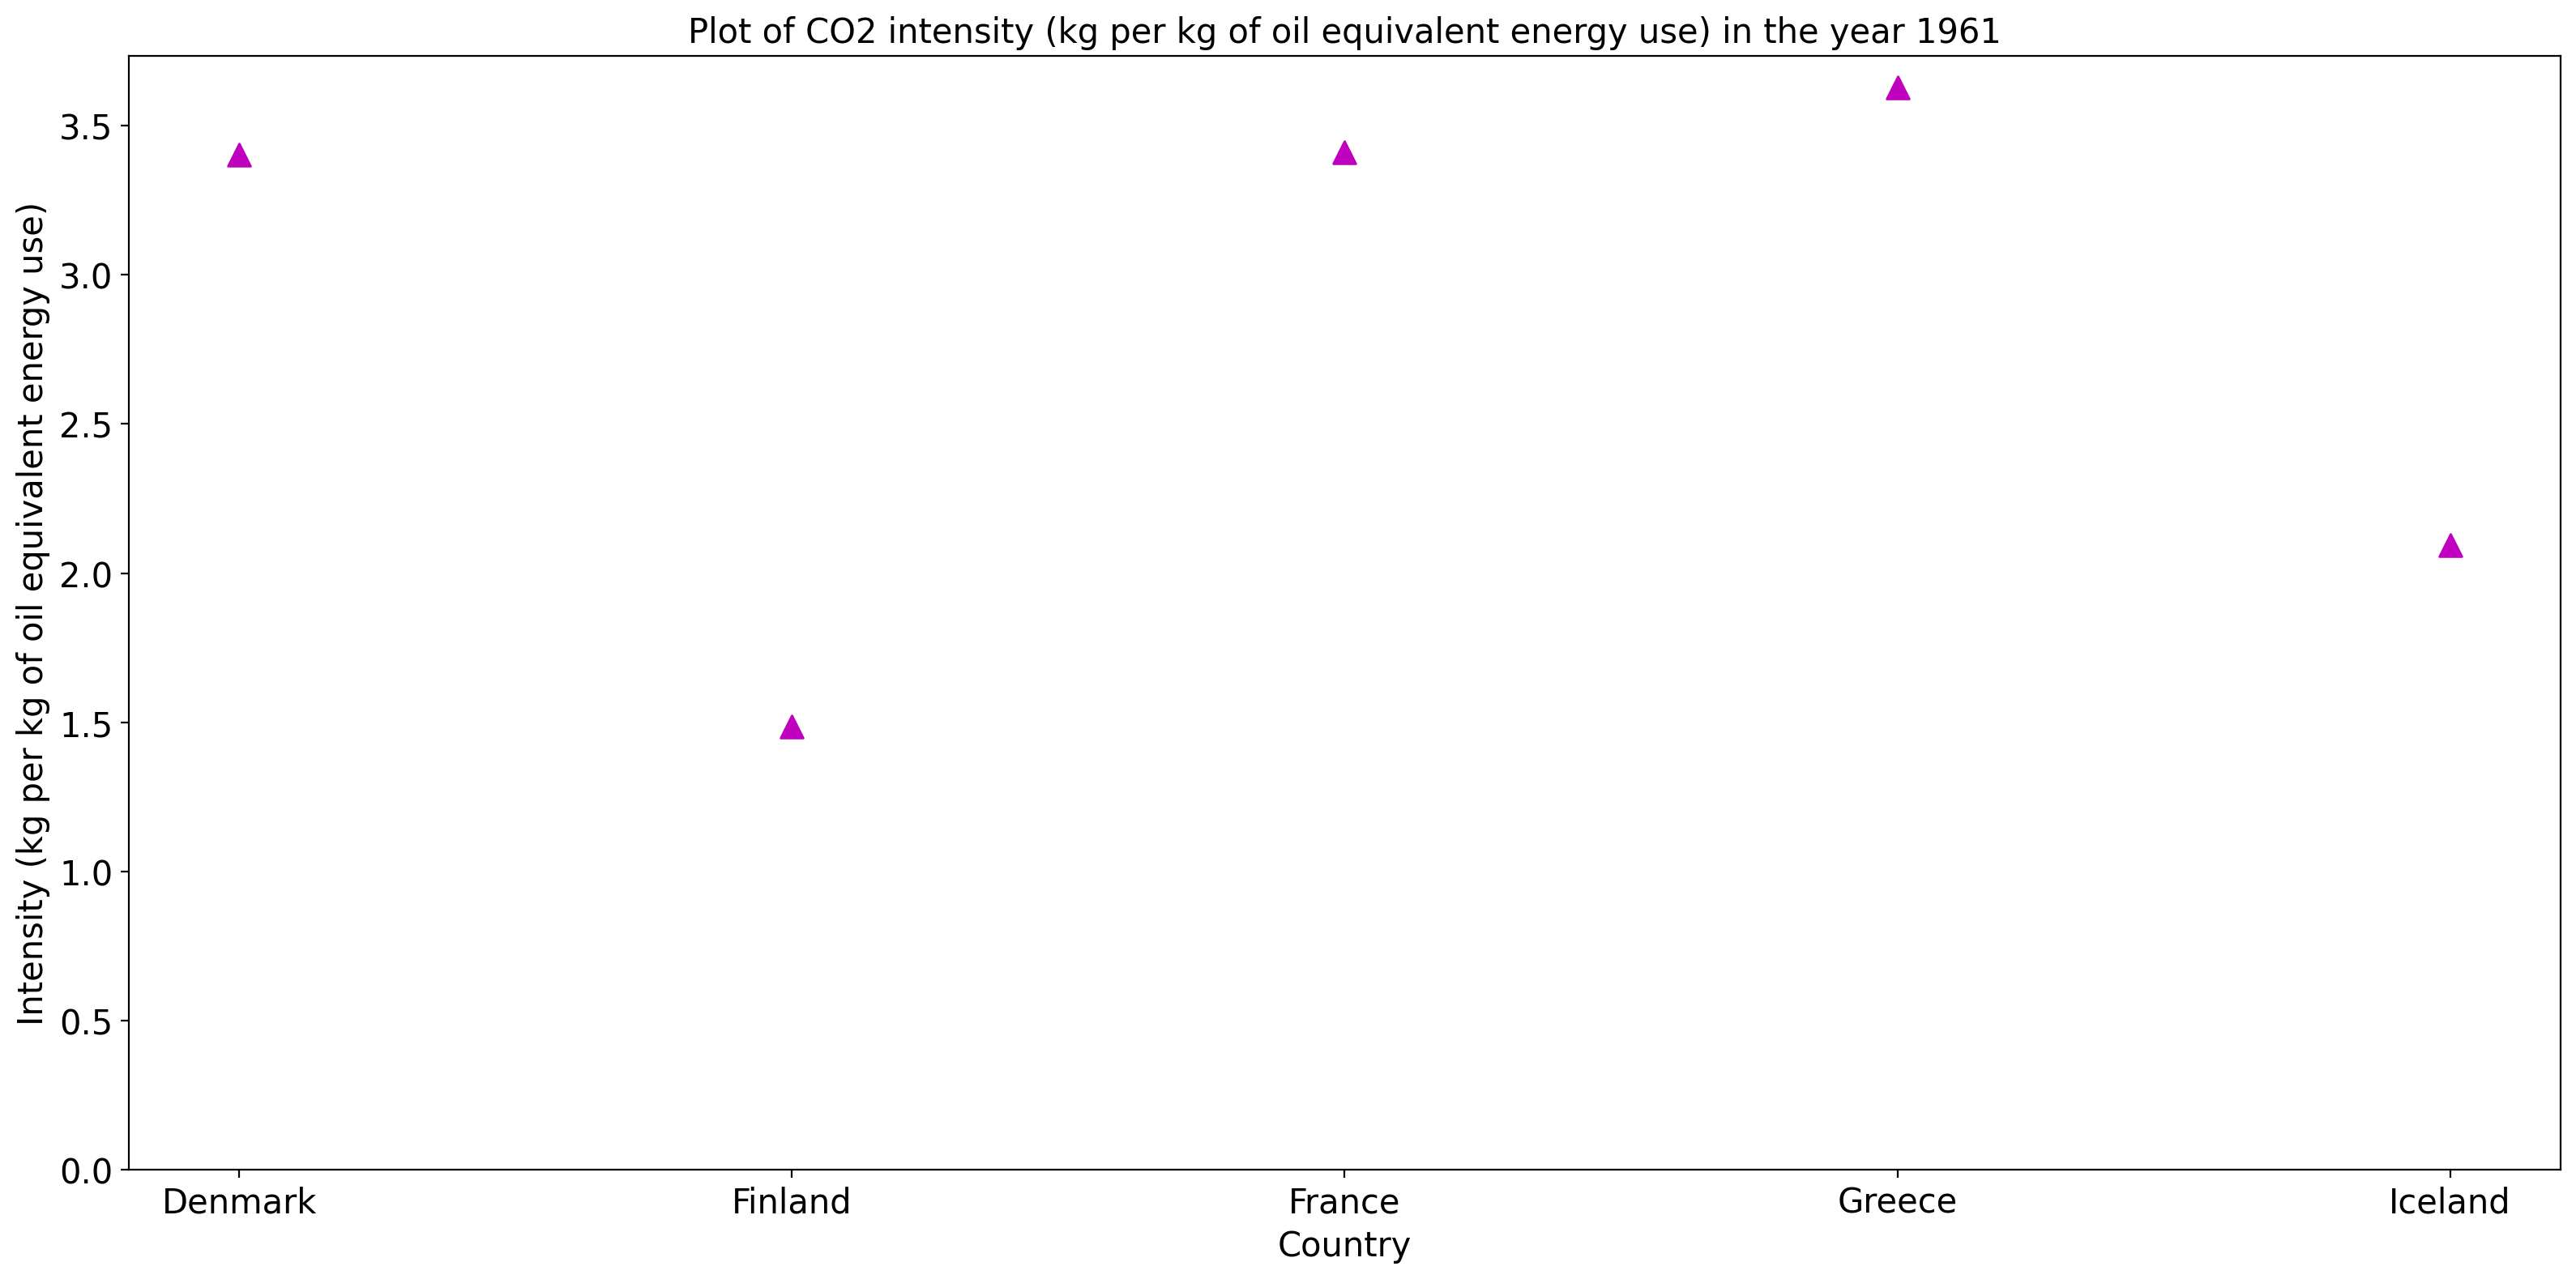 Plot of CO2 intensity (kg per kg of oil equivalent energy use) in the year 1961
Intensity (kg per kg of oil equivalent energy use)
3.5
3.0
2.5
2.0
1.5
1.0
0.5
0.0
Denmark Finland France Greece Iceland
Country